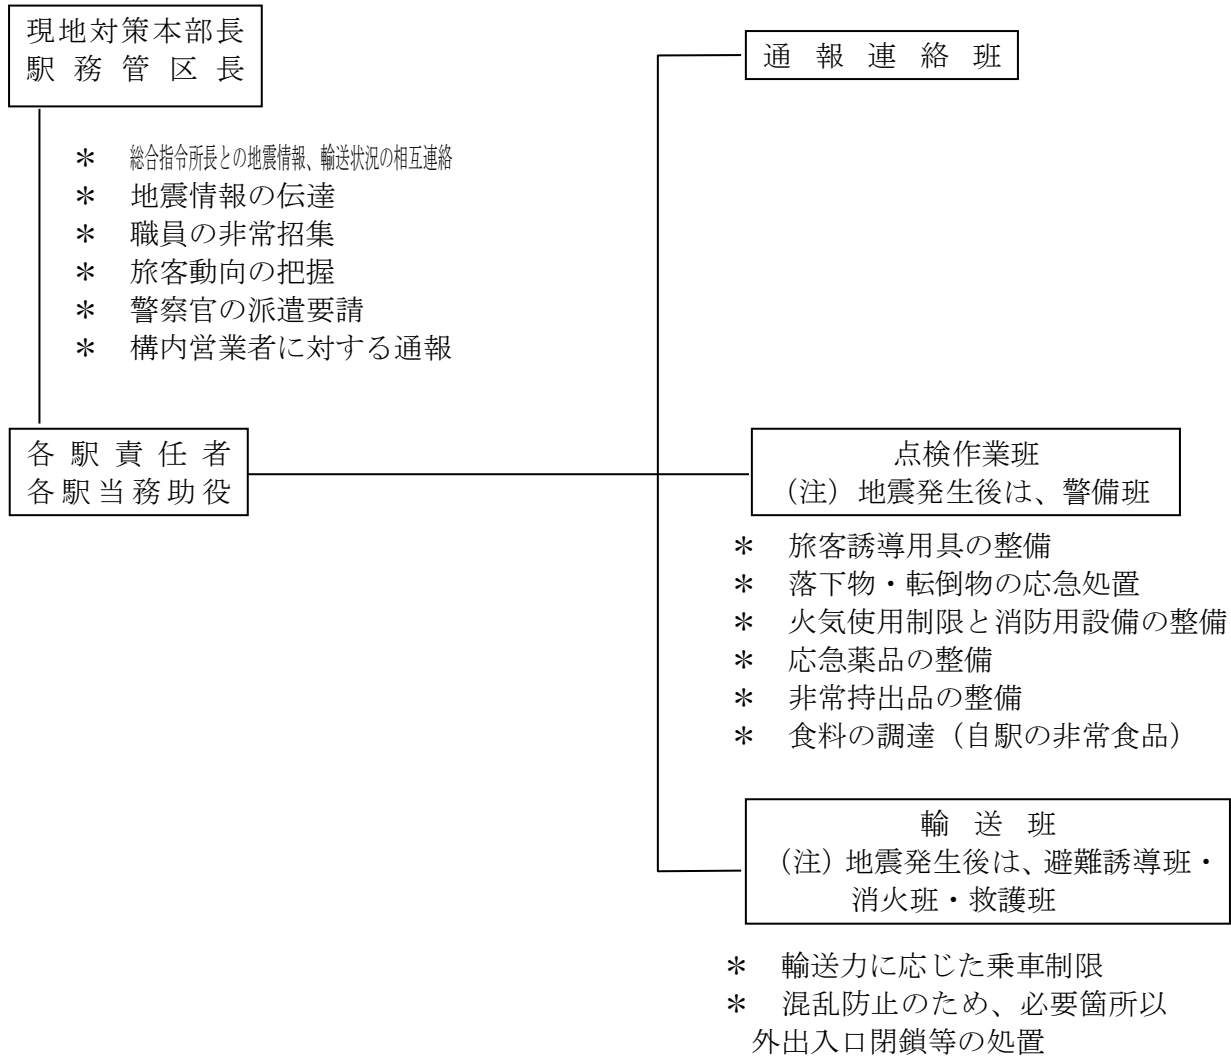 現地対策本部長
駅務管区長
＊ 総合指令所長との地震情報、輸送状況の相互連絡
＊ 地震情報の伝達
＊ 職員の非常招集
＊ 旅客動向の把握
＊ 警察官の派遣要請
＊ 構内営業者に対する通報
各駅責任者
各駅当務助役
通報連絡班
点検作業班
（注）地震発生後は、警備班
＊ 旅客誘導用具の整備
＊ 落下物・転倒物の応急処置
＊ 火気使用制限と消防用設備の整備
＊ 応急薬品の整備
＊ 非常持出品の整備
＊ 食料の調達（自駅の非常食品）
輸送班
（注）地震発生後は、避難誘導班・
消火班・救護班
＊ 輸送力に応じた乗車制限
＊ 混乱防止のため、必要箇所以
外出入口閉鎖等の処置